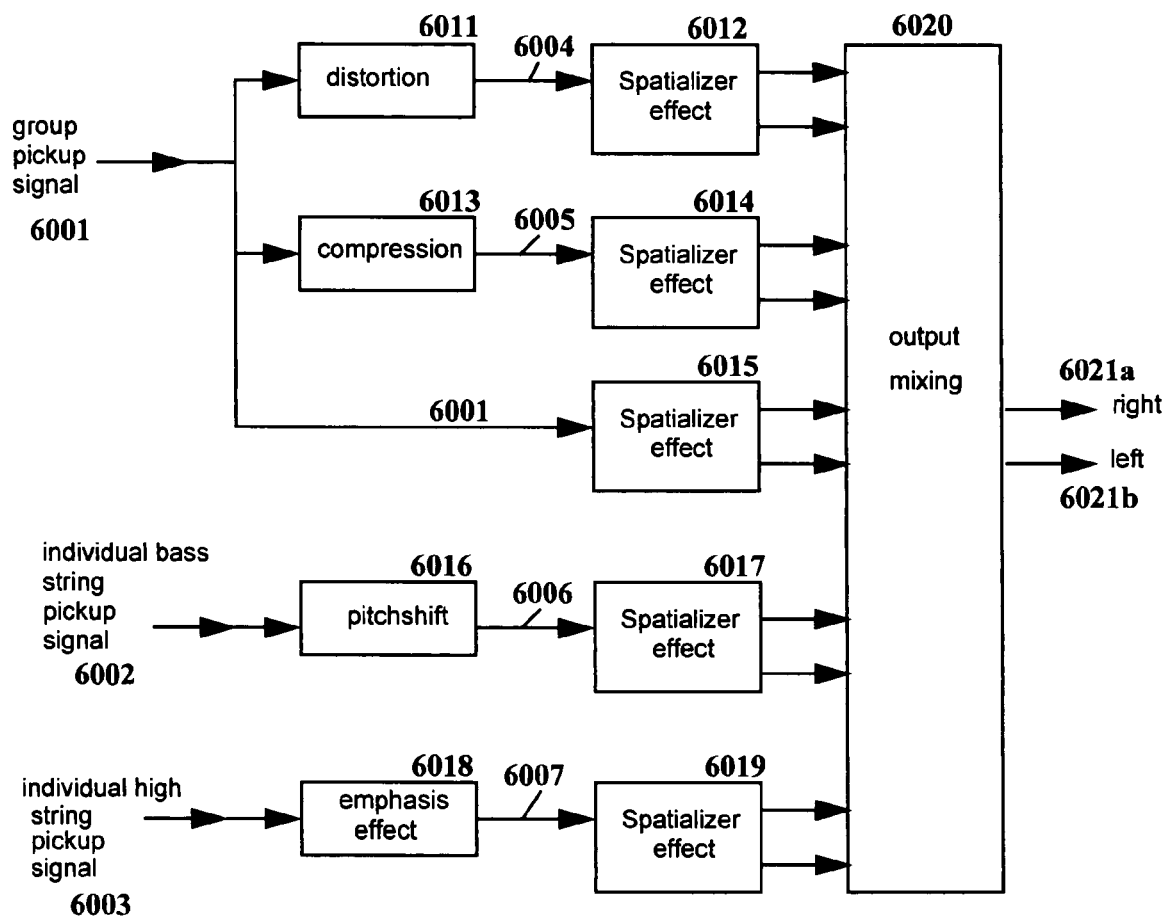 6011
6004
6012
6020
distortion
Spatializer
effect
group
pickup
signal
6001
6013
6005
6014
compression
Spatializer
effect
output
mixing
6015
6001
Spatializer
effect
6021a
right
left
6021b
individual bass
string
pickup
signal
6002
6016
6006
6017
pitchshift
Spatializer
effect
individual high
string
pickup
signal
6003
6018
6007
6019
emphasis
effect
Spatializer
effect